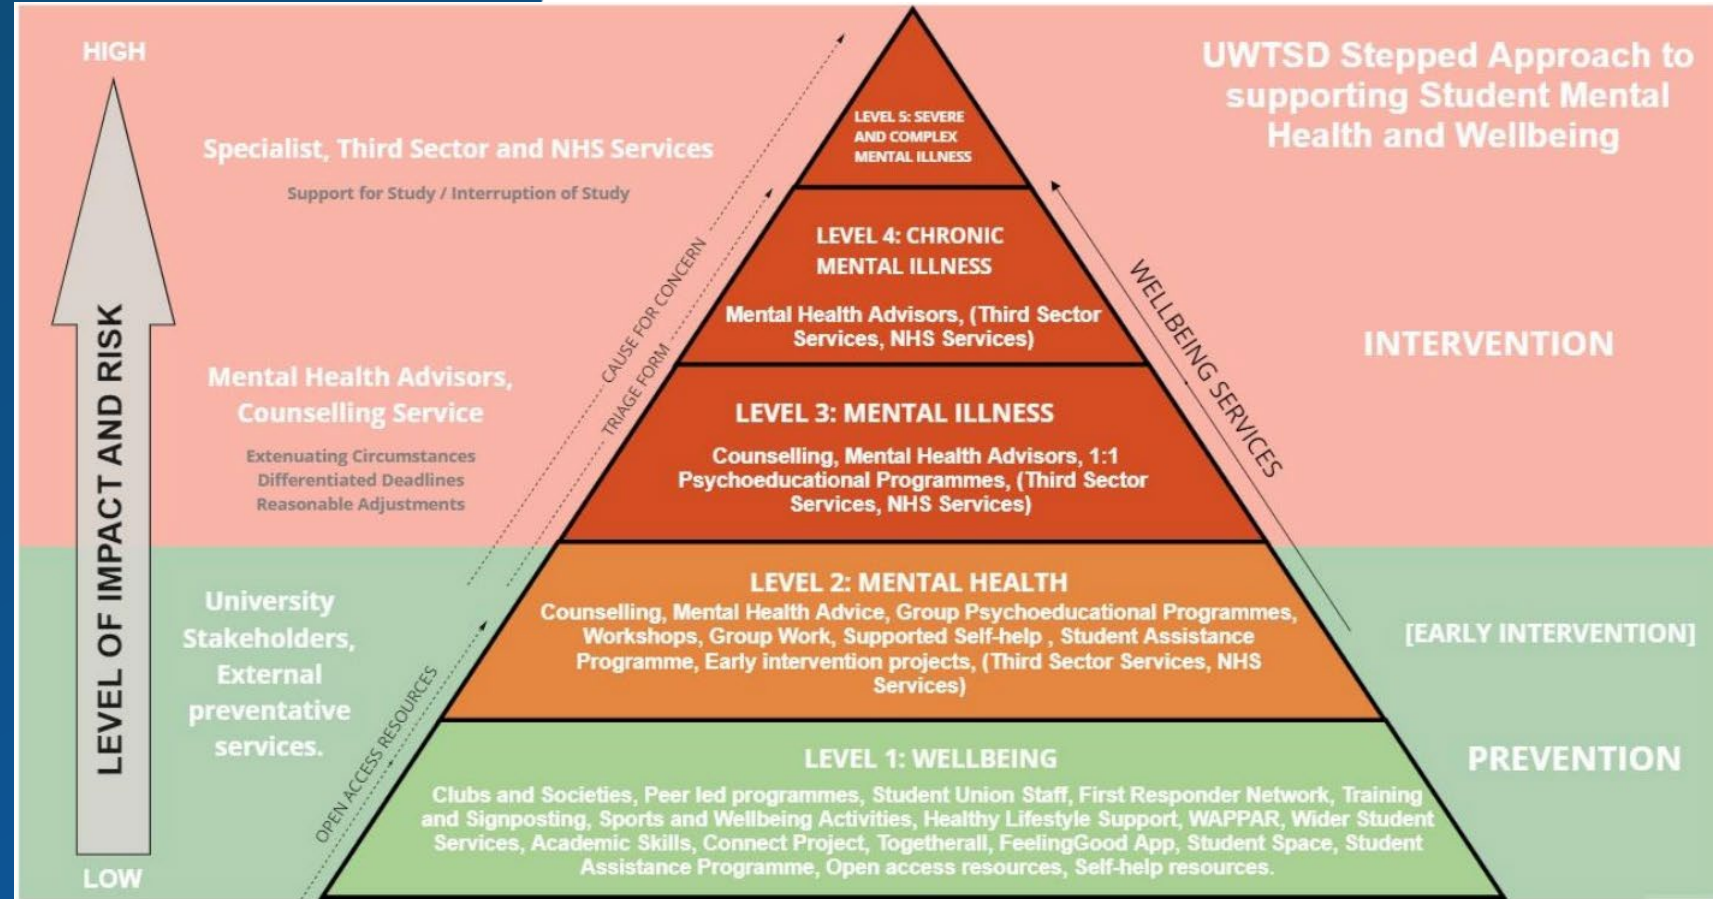 HIGH
LEVEL OF IMPACT AND RISK
LOW
UWTSD Stepped Approach to
supporting Student Mental
Health and Wellbeing
Specialist, Third Sector and NHS Services
Support for Study / Interruption of Study
Mental Health Advisors,
Counselling Service
Extenuating Circumstances
Differentiated Deadlines
Reasonable Adjustments
University
Stakeholders,
External
preventative
services.
CAUSE FOR CONCERN
TRIAGE FORM
OPEN ACCESS RESOURCES
LEVEL 5: SEVERE
AND COMPLEX
MENTAL ILLNESS
LEVEL 4: CHRONIC
MENTAL ILLNESS
Mental Health Advisors, (Third Sector
Services, NHS Services)
LEVEL 3: MENTAL ILLNESS
Counselling, Mental Health Advisors, 1:1
Psychoeducational Programmes, (Third Sector
Services, NHS Services)
LEVEL 2: MENTAL HEALTH
Counselling, Mental Health Advice, Group Psychoeducational Programmes,
Workshops, Group Work, Supported Self-help , Student Assistance
Programme, Early intervention projects, (Third Sector Services, NHS
Services)
LEVEL 1: WELLBEING
Clubs and Societies, Peer led programmes, Student Union Staff, First Responder Network, Training
and Signposting, Sports and Wellbeing Activities, Healthy Lifestyle Support, WAPPAR, Wider Student
Services, Academic Skills, Connect Project, Togetherall, FeelingGood App, Student Space, Student
Assistance Programme, Open access resources, Self-help resources.
WELLBEING SERVICES
INTERVENTION
[EARLY INTERVENTION]
PREVENTION